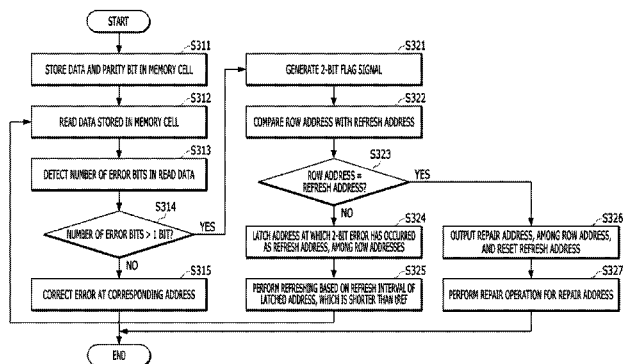 START
S311
STORE DATA AND PARITY BIT IN MEMORY CELL
S312
READ DATA STORED IN MEMORY CELL
S313
DETECT NUMBER OF ERROR BITS IN READ DATA
S314
NUMBER OF ERROR BITS > 1 BIT?
YES
NO
S315
CORRECT ERROR AT CORRESPONDING ADDRESS
END
S321
GENERATE 2-BIT FLAG SIGNAL
S322
COMPARE ROW ADDRESS WITH REFRESH ADDRESS
S323
ROW ADDRESS =
REFRESH ADDRESS?
YES
NO
S324
LATCH ADDRESS AT WHICH 2-BIT ERROR HAS OCCURRED
AS REFRESH ADDRESS, AMONG ROW ADDRESSES
S325
PERFORM REFRESHING BASED ON REFRESH INTERVAL OF
LATCHED ADDRESS, WHICH IS SHORTER THAN tREF
S326
OUTPUT REPAIR ADDRESS, AMONG ROW ADDRESS,
AND RESET REFRESH ADDRESS
S327
PERFORM REPAIR OPERATION FOR REPAIR ADDRESS